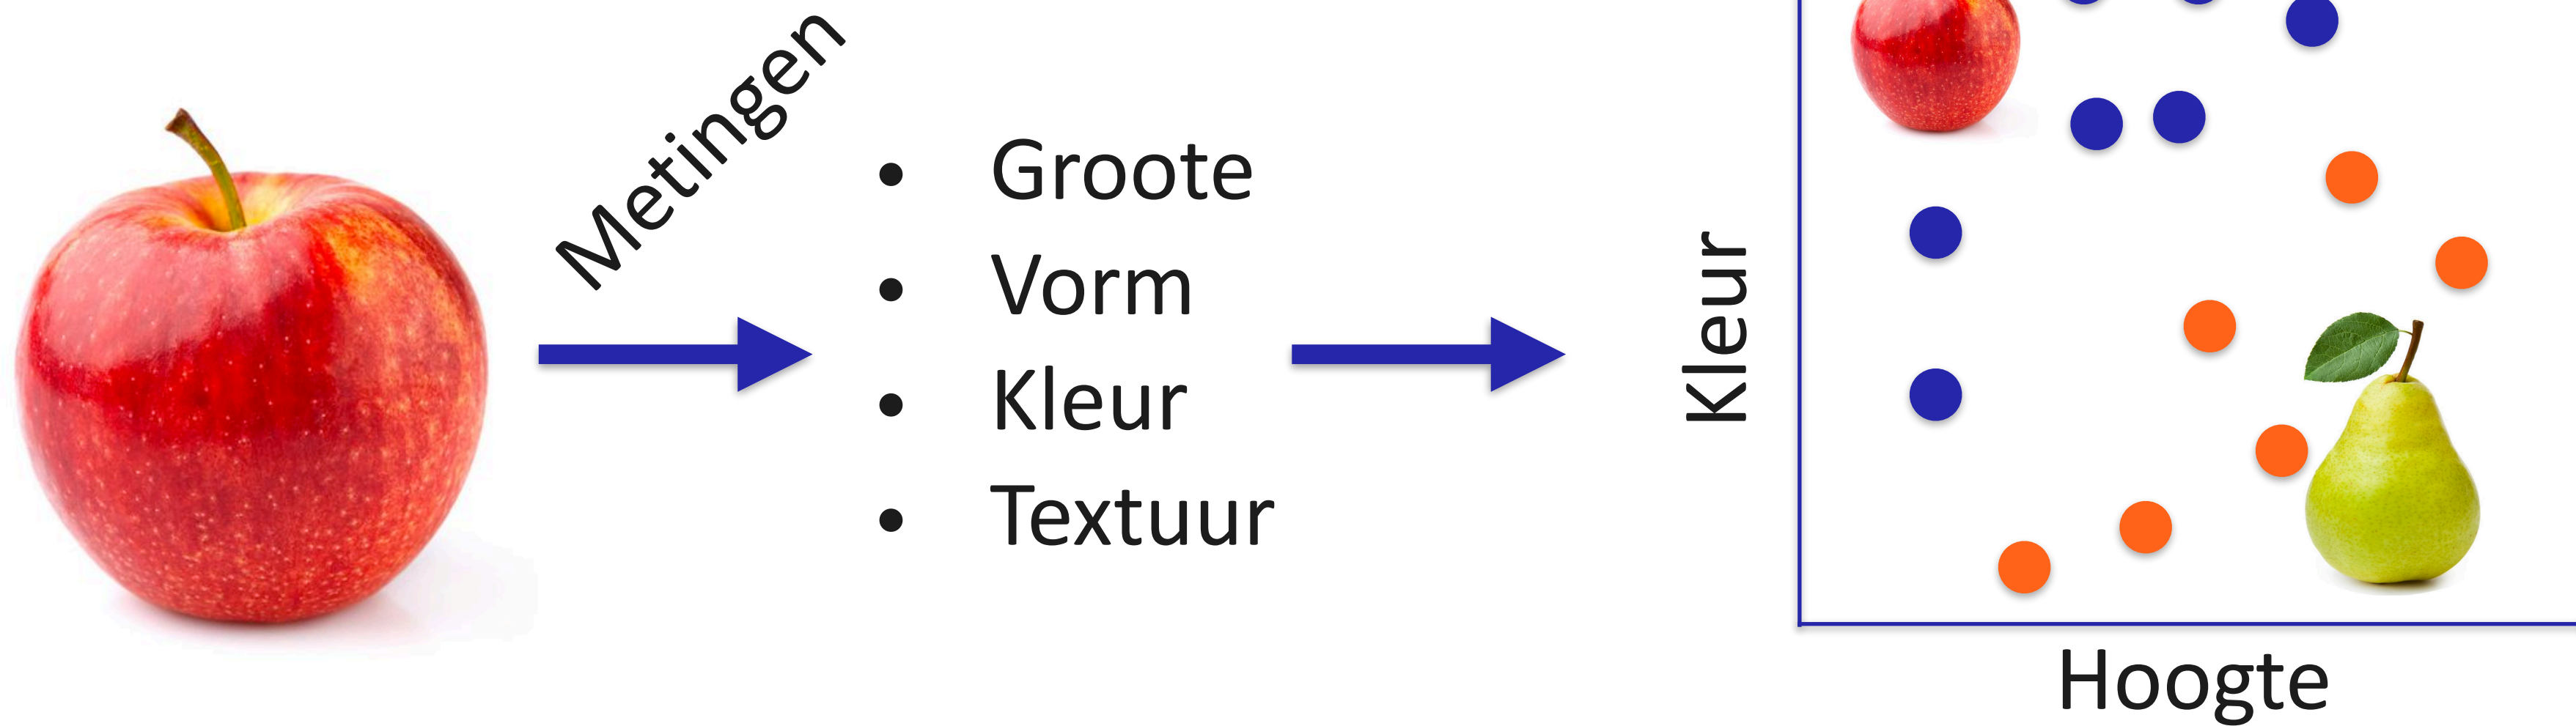 Metingen
Groote
Vorm
Kleur
Textuur
Kleur
Hoogte